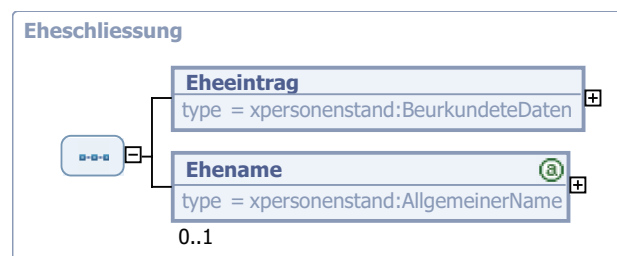 Eheschliessung
Eheeintrag
type = xpersonenstand:BeurkundeteDaten
Ehename a
type = xpersonenstand:AllgemeinerName
0..1